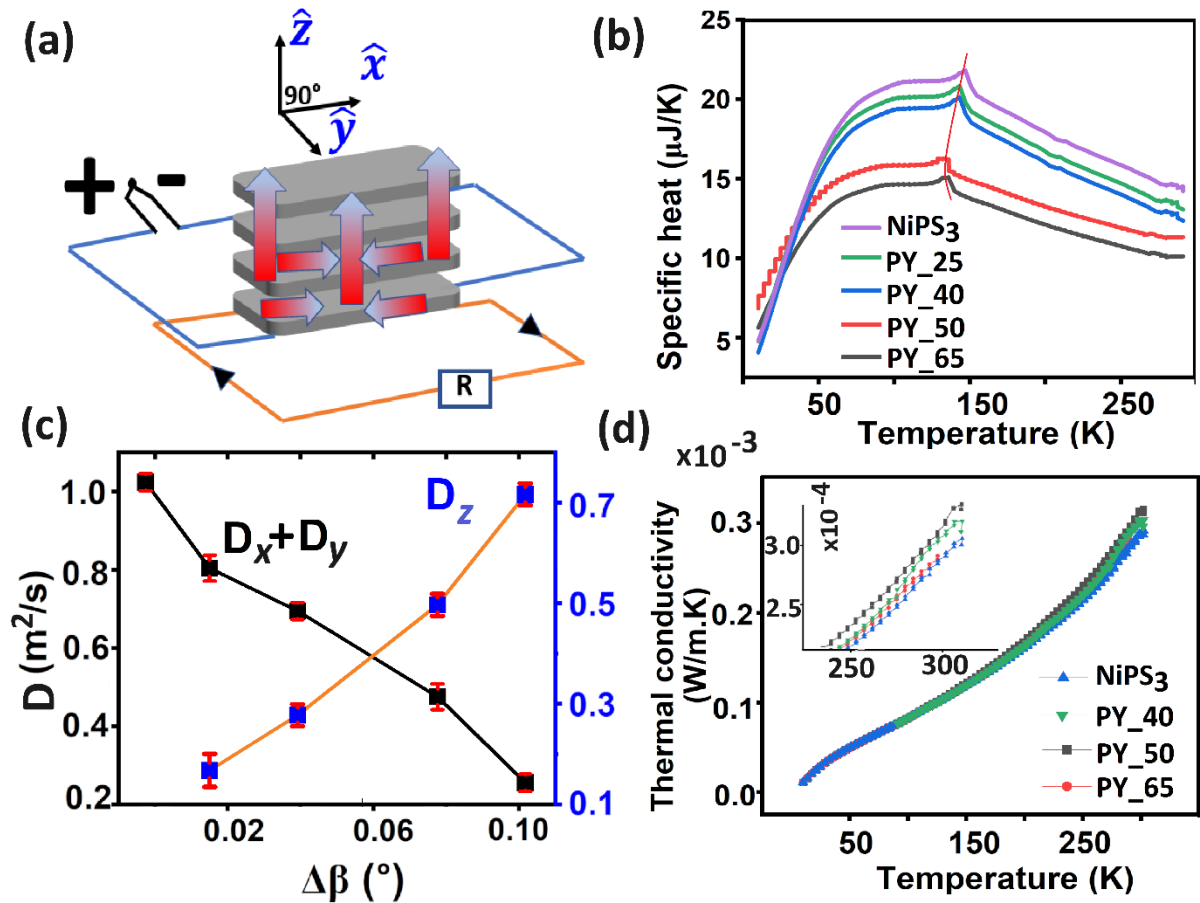 (a)
ẑ
x̂
90°
ŷ
+ -
R
(b)
Specific heat (µJ/K)
25
20
15
10
5
NiPS3
PY_25
PY_40
PY_50
PY_65
50 150 250
Temperature (K)
(c)
D (m²/s)
1.0
0.8
0.6
0.4
0.2
Dx+Dy
Dz
0.7
0.5
0.3
0.1
0.02 0.06 0.10
Δβ (°)
(d)
x10⁻³
Thermal conductivity
(W/m.K)
0.3
0.2
0.1
0.0
x10⁻⁴
3.0
2.5
250 300
NiPS3
PY_40
PY_50
PY_65
50 150 250
Temperature (K)